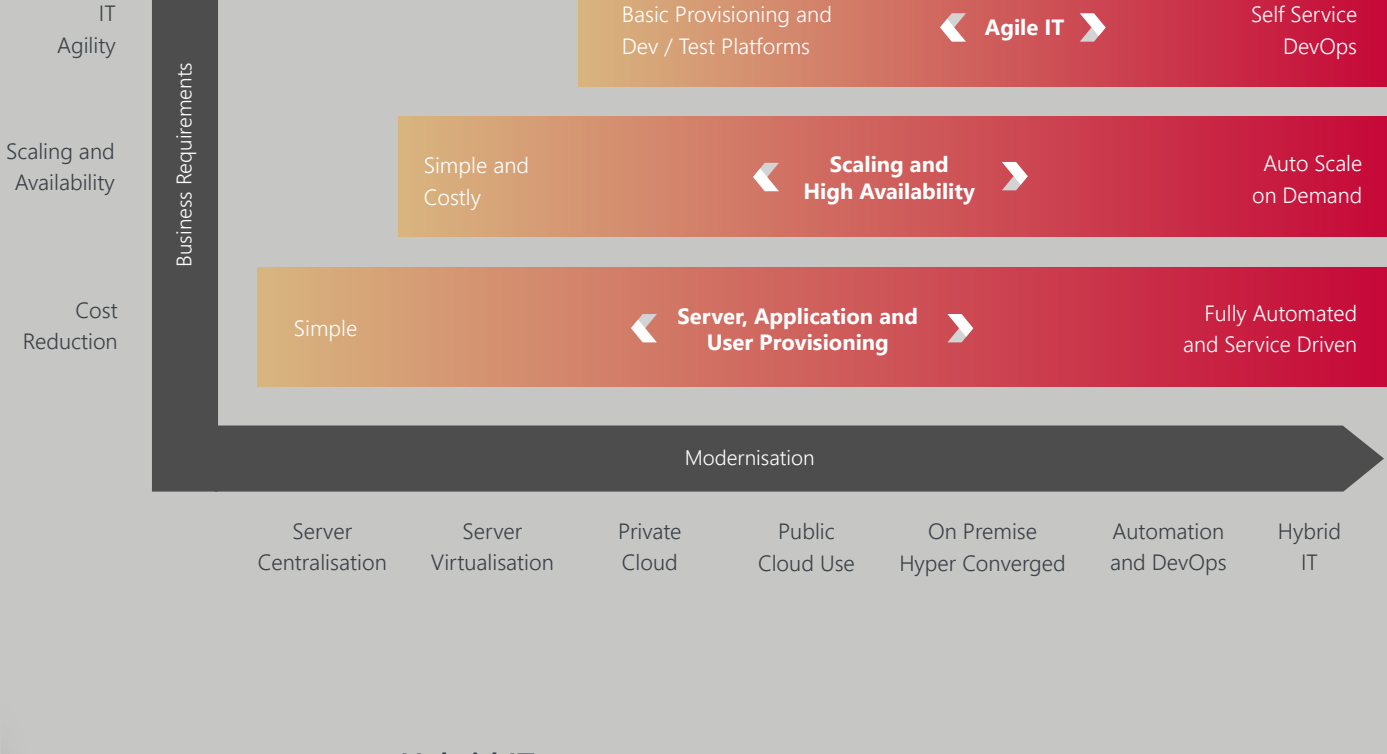 IT
Agility
Basic Provisioning and
Dev / Test Platforms
Agile IT
Self Service
DevOps
Business Requirements
Scaling and
Availability
Simple and
Costly
Scaling and
High Availability
Auto Scale
on Demand
Cost
Reduction
Simple
Server, Application and
User Provisioning
Fully Automated
and Service Driven
Modernisation
Server
Centralisation
Server
Virtualisation
Private
Cloud
Public
Cloud Use
On Premise
Hyper Converged
Automation
and DevOps
Hybrid
IT
Hybrid IT